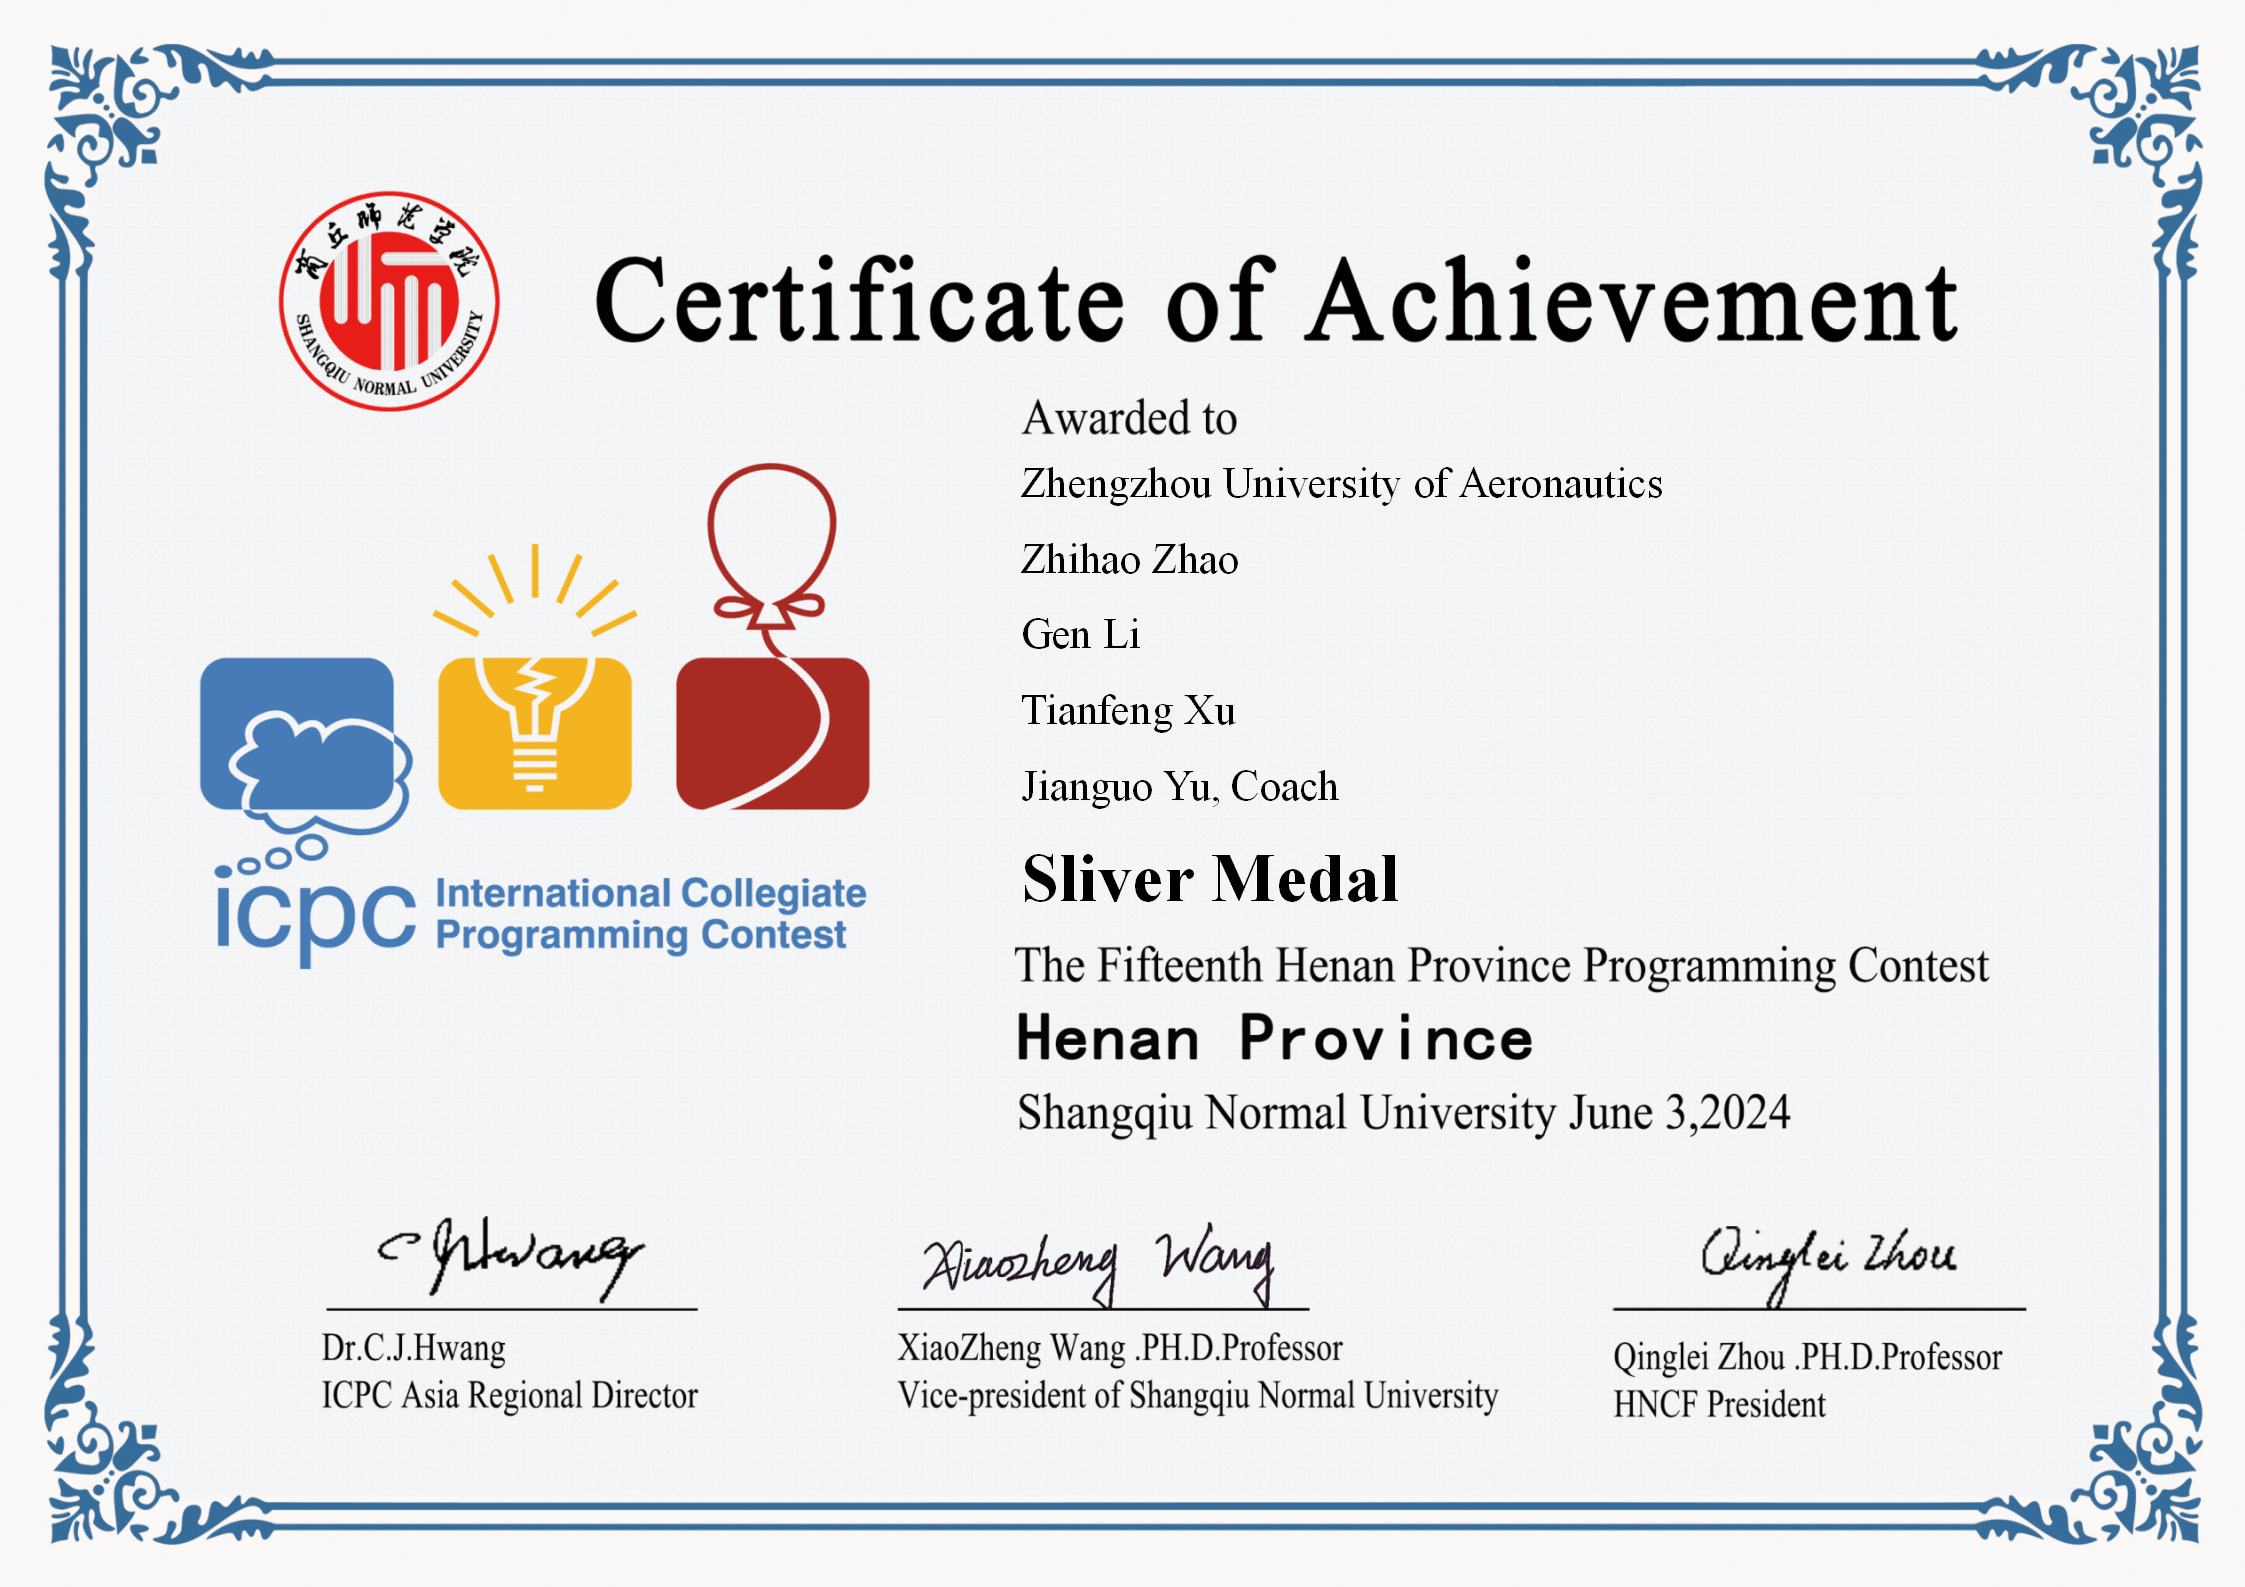 商丘师范学院
SHANGQIU NORMAL UNIVERSITY
Certificate of Achievement
Awarded to
Zhengzhou University of Aeronautics
Zhihao Zhao
Gen Li
Tianfeng Xu
Jianguo Yu, Coach
icpc International Collegiate
Programming Contest
Sliver Medal
The Fifteenth Henan Province Programming Contest
Henan Province
Shangqiu Normal University June 3,2024
C J Hwang
Xiaozheng Wang
Qinglei Zhou
Dr.C.J.Hwang
ICPC Asia Regional Director
XiaoZheng Wang .PH.D.Professor
Vice-president of Shangqiu Normal University
Qinglei Zhou .PH.D.Professor
HNCF President